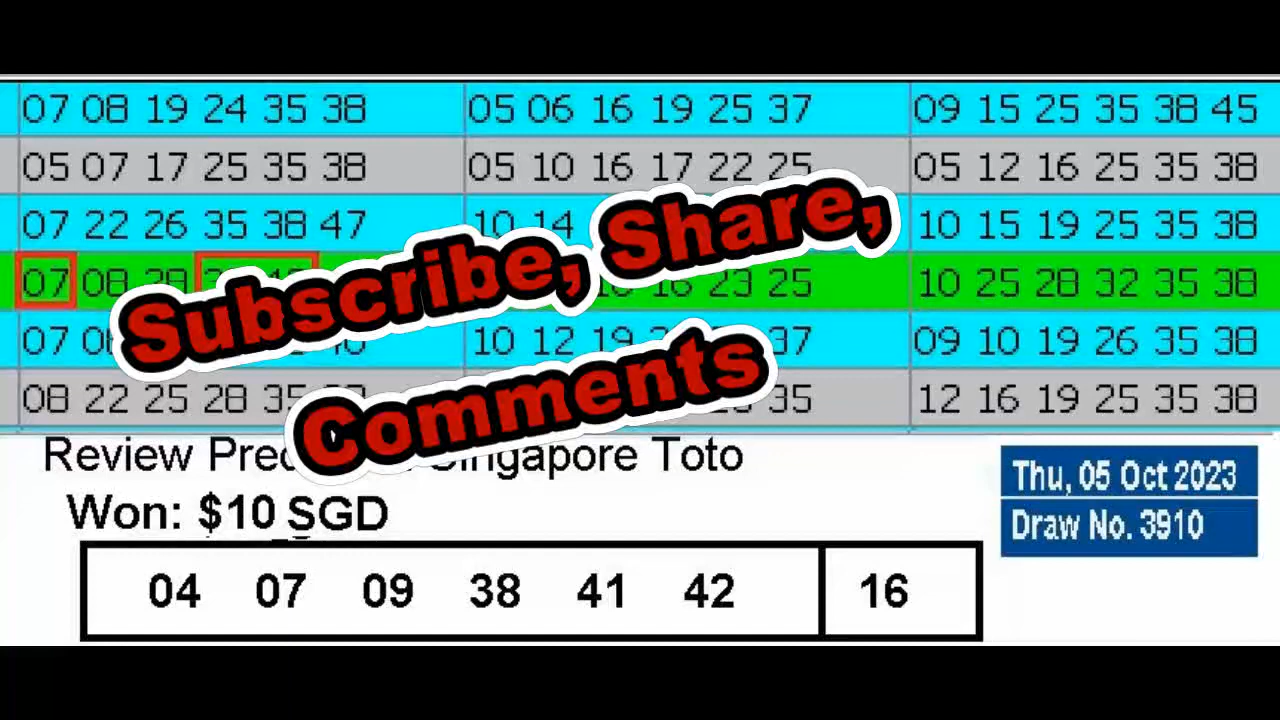 07 08 19 24 35 38 05 06 16 19 25 37 09 15 25 35 38 45
05 07 17 25 35 38 05 10 16 17 22 25 05 12 16 25 35 38
07 22 26 35 38 47 10 14 10 15 19 25 35 38
07 08 28 16 23 25 10 25 28 32 35 38
07 10 12 19 37 09 10 19 26 35 38
08 22 25 28 35 35 12 16 19 25 35 38
Subscribe, Share,
Comments
Review Singapore Toto
Won: $10 SGD
Thu, 05 Oct 2023
Draw No. 3910
04 07 09 38 41 42 16